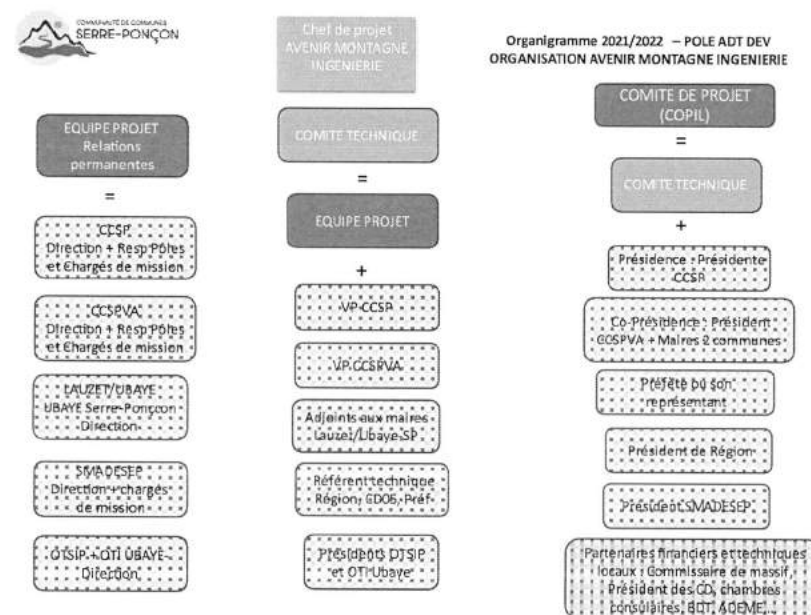 COMMUNAUTÉ DE COMMUNES
SERRE-PONÇON
Chef de projet
AVENIR MONTAGNE
INGENIERIE
Organigramme 2021/2022 – POLE ADT DEV
ORGANISATION AVENIR MONTAGNE INGENIERIE
EQUIPE PROJET
Relations
permanentes
=
CCSP
Direction + Resp Pôles
et Chargés de mission
CCSPVA
Direction + Resp Pôles
et Chargés de mission
LAUZET/UBAYE
UBAYE Serre-Ponçon
Direction
SMADESEP
Direction + chargés
de mission
OTSIP + OTI UBAYE
Direction
COMITE TECHNIQUE
=
EQUIPE PROJET
+
VP CCSP
VP CCSPVA
Adjoints aux maires
Lauzet/Ubaye SP
Référent technique
Région, CD05, Préf
Présidents OTSIP
et OTI Ubaye
COMITE DE PROJET
(COPIL)
=
COMITE TECHNIQUE
+
Présidence : Présidente
CCSP
Co-Présidence : Président
CCSPVA + Maires 2 communes
Préfète ou son
représentant
Président de Région
Président SMADESEP
Partenaires financiers et techniques
locaux : Commissaire de massif,
Président des CD, chambres
consulaires, BDT, ADEME,...